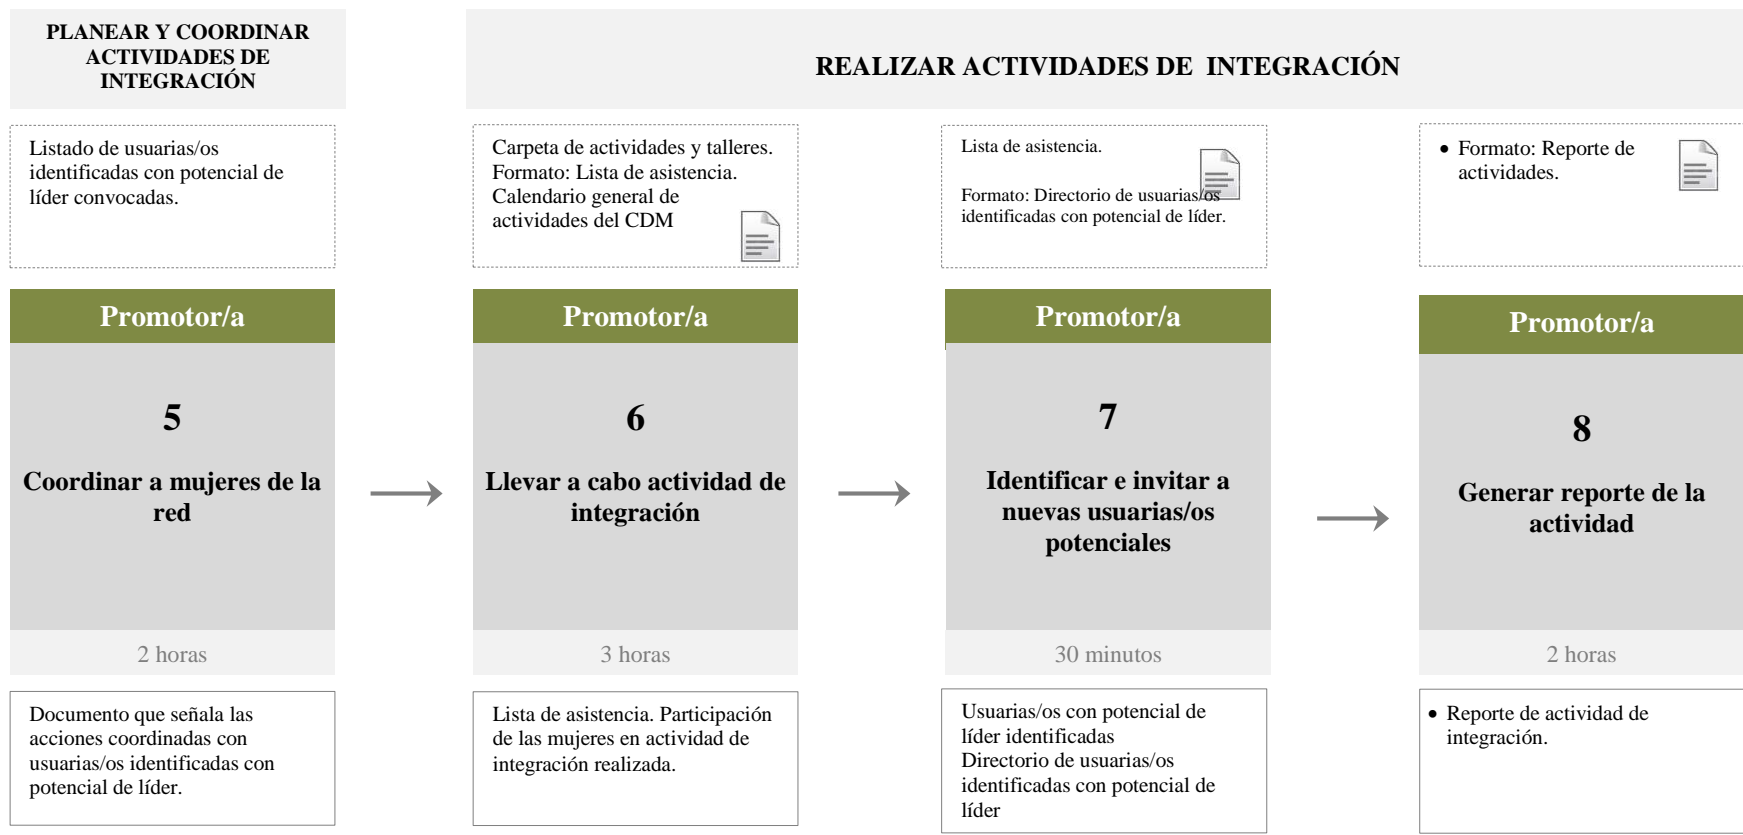 PLANEAR Y COORDINAR
ACTIVIDADES DE
INTEGRACIÓN
REALIZAR ACTIVIDADES DE INTEGRACIÓN
Listado de usuarias/os
identificadas con potencial de
líder convocadas.
Carpeta de actividades y talleres.
Formato: Lista de asistencia.
Calendario general de
actividades del CDM
Lista de asistencia.
Formato: Directorio de usuarias/os
identificadas con potencial de líder.
• Formato: Reporte de
actividades.
Promotor/a
5
Coordinar a mujeres de la
red
2 horas
Promotor/a
6
Llevar a cabo actividad de
integración
3 horas
Promotor/a
7
Identificar e invitar a
nuevas usuarias/os
potenciales
30 minutos
Promotor/a
8
Generar reporte de la
actividad
2 horas
Documento que señala las
acciones coordinadas con
usuarias/os identificadas con
potencial de líder.
Lista de asistencia. Participación
de las mujeres en actividad de
integración realizada.
Usuarias/os con potencial de
líder identificadas
Directorio de usuarias/os
identificadas con potencial de
líder
• Reporte de actividad de
integración.